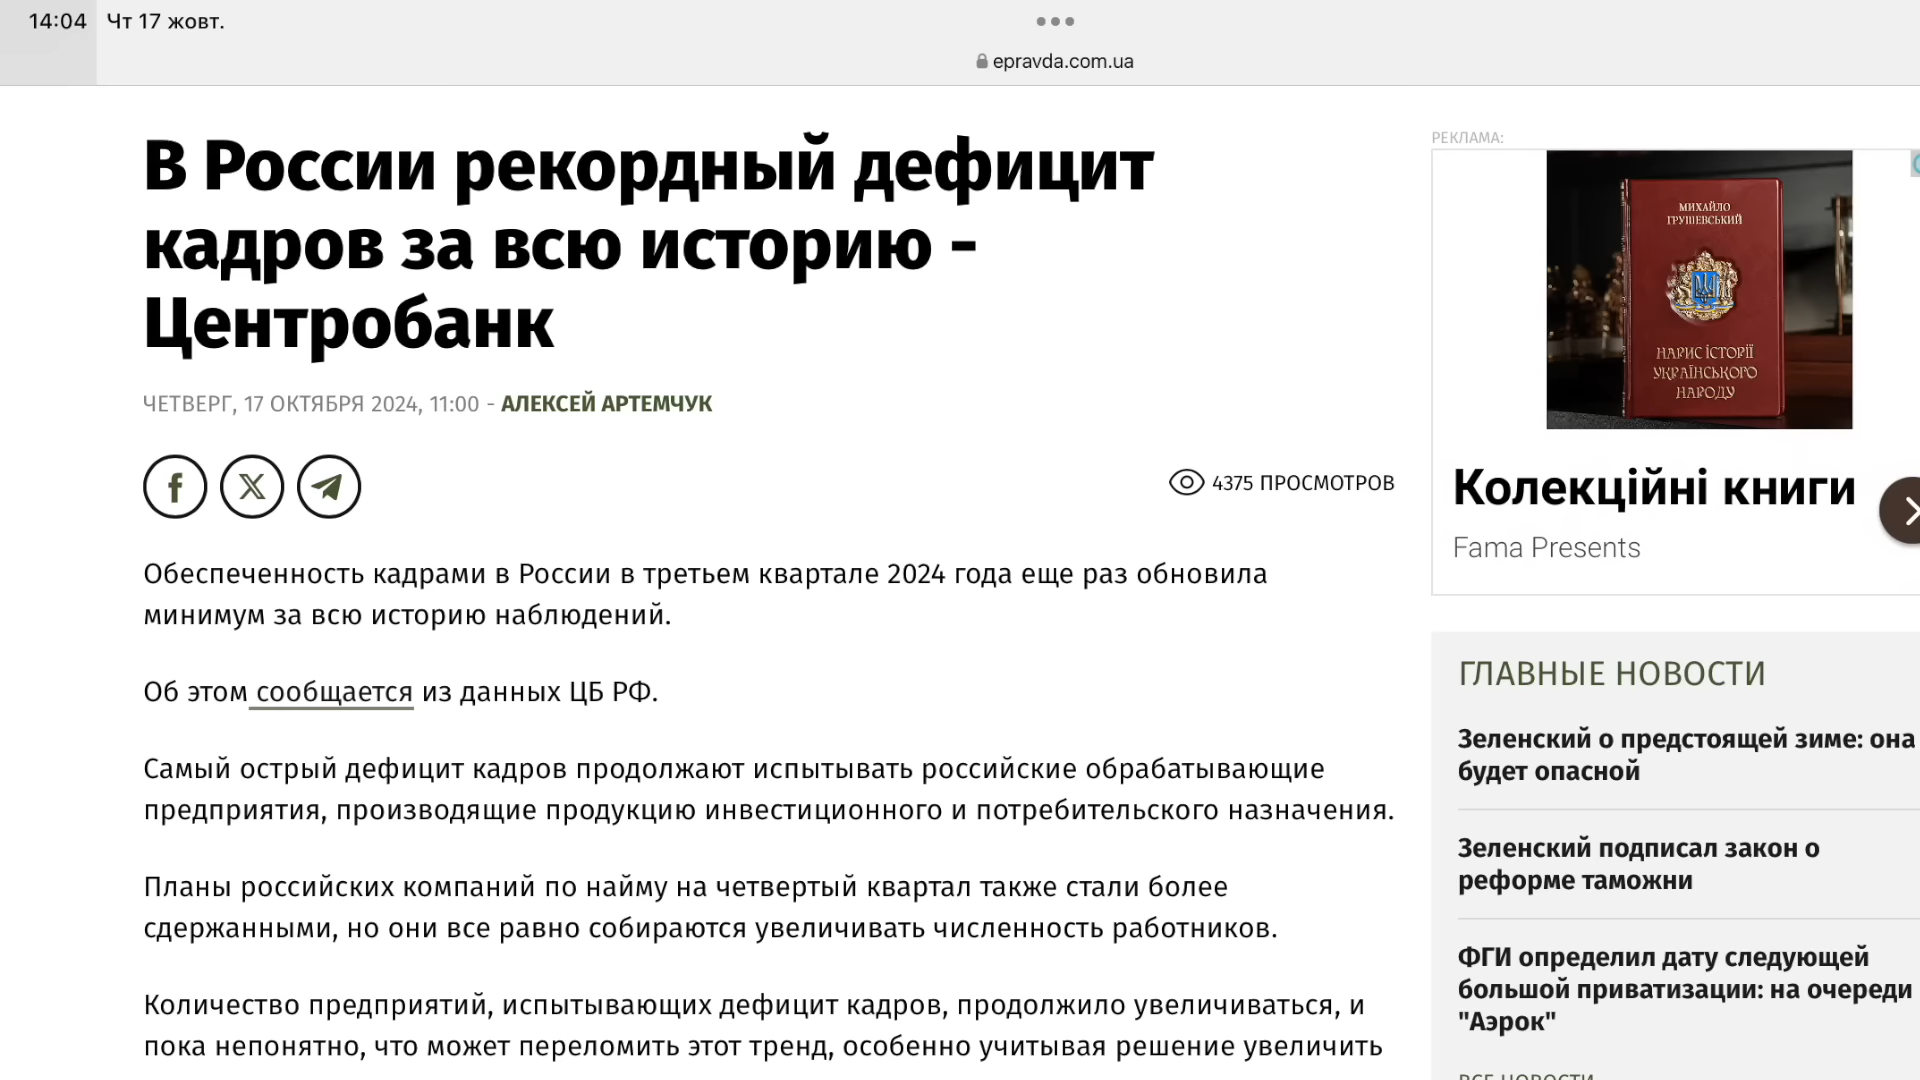 14:04 Чт 17 жовт.
epravda.com.ua
В России рекордный дефицит
кадров за всю историю -
Центробанк
ЧЕТВЕРГ, 17 ОКТЯБРЯ 2024, 11:00 - АЛЕКСЕЙ АРТЕМЧУК
4375 ПРОСМОТРОВ
Обеспеченность кадрами в России в третьем квартале 2024 года еще раз обновила
минимум за всю историю наблюдений.
Об этом сообщается из данных ЦБ РФ.
Самый острый дефицит кадров продолжают испытывать российские обрабатывающие
предприятия, производящие продукцию инвестиционного и потребительского назначения.
Планы российских компаний по найму на четвертый квартал также стали более
сдержанными, но они все равно собираются увеличивать численность работников.
Количество предприятий, испытывающих дефицит кадров, продолжило увеличиваться, и
пока непонятно, что может переломить этот тренд, особенно учитывая решение увеличить
РЕКЛАМА:
МИХАЙЛО
ГРУШЕВСЬКИЙ
НАРИС ІСТОРІЇ
УКРАЇНСЬКОГО
НАРОДУ
Колекційні книги
Fama Presents
ГЛАВНЫЕ НОВОСТИ
Зеленский о предстоящей зиме: она
будет опасной
Зеленский подписал закон о
реформе таможни
ФГИ определил дату следующей
большой приватизации: на очереди
"Аэрок"
ВСЕ НОВОСТИ